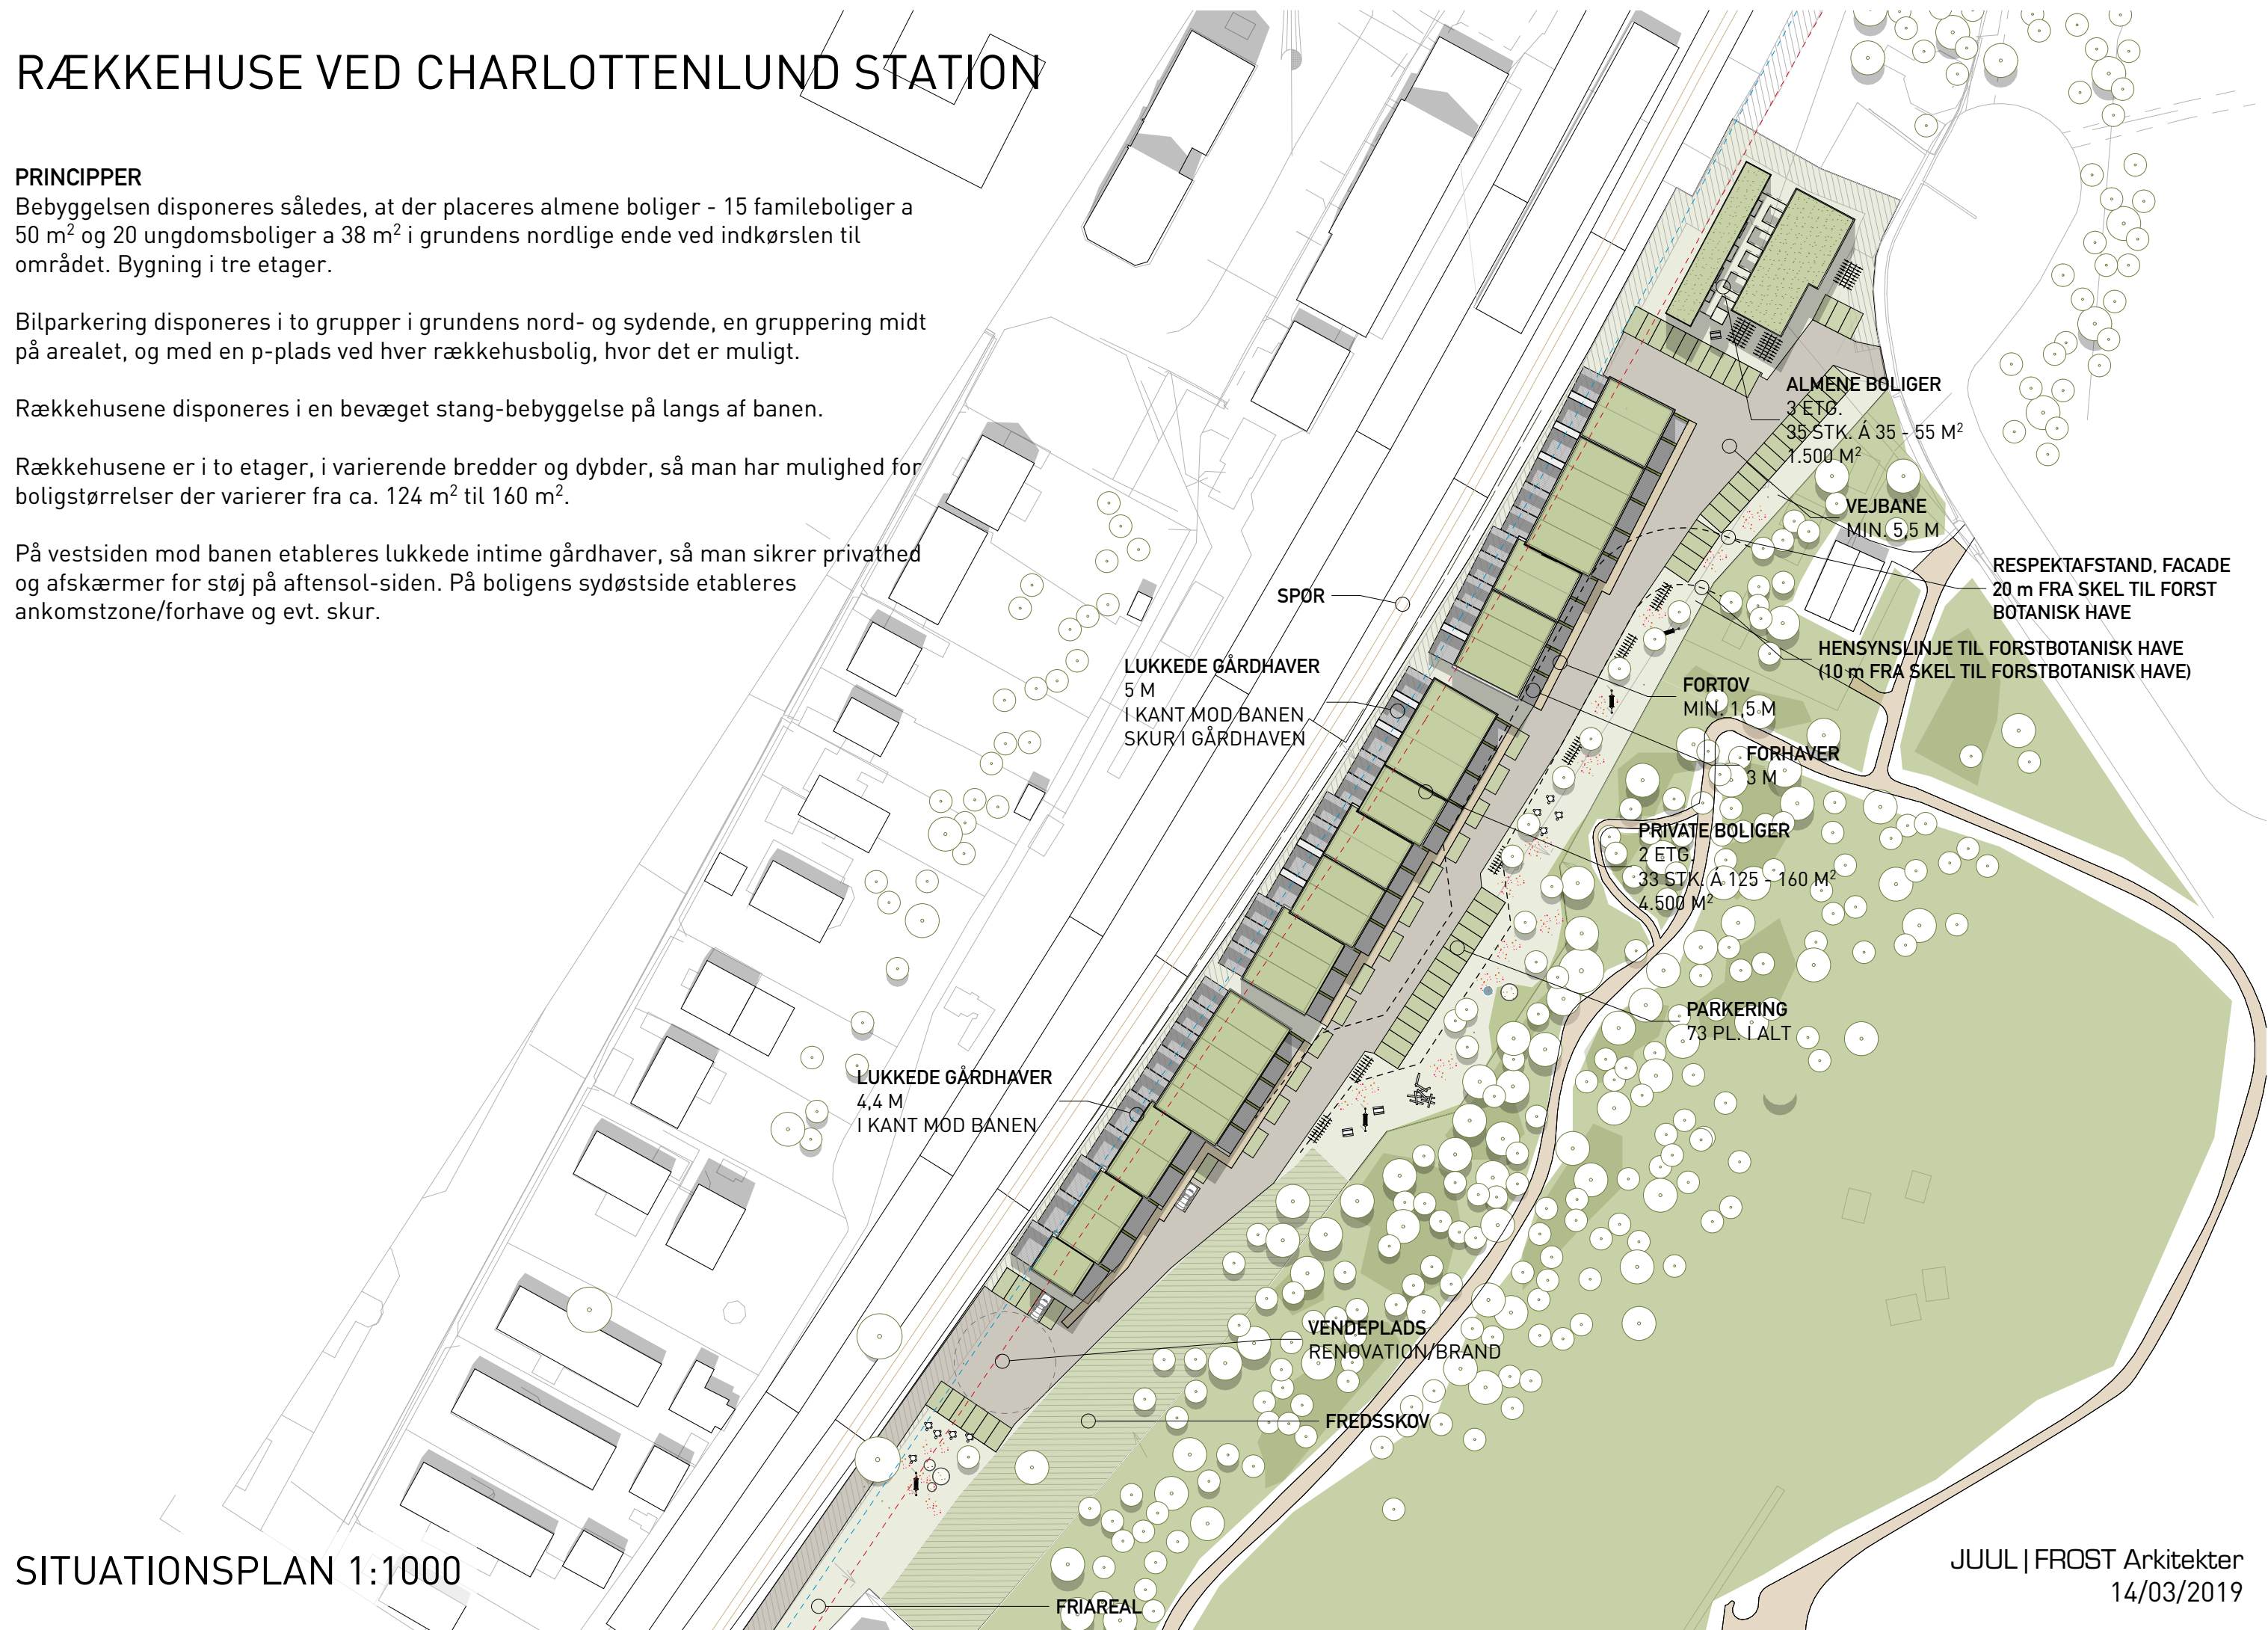 RÆKKEHUSE VED CHARLOTTENLUND STATION
PRINCIPPER
Bebyggelsen disponeres således, at der placeres almene boliger - 15 famileboliger a
50 m² og 20 ungdomsboliger a 38 m² i grundens nordlige ende ved indkørslen til
området. Bygning i tre etager.
Bilparkering disponeres i to grupper i grundens nord- og sydende, en gruppering midt
på arealet, og med en p-plads ved hver rækkehusbolig, hvor det er muligt.
Rækkehusene disponeres i en bevæget stang-bebyggelse på langs af banen.
Rækkehusene er i to etager, i varierende bredder og dybder, så man har mulighed for
boligstørrelser der varierer fra ca. 124 m² til 160 m².
På vestsiden mod banen etableres lukkede intime gårdhaver, så man sikrer privathed
og afskærmer for støj på aftensol-siden. På boligens sydøstside etableres
ankomstzone/forhave og evt. skur.
ALMENE BOLIGER
3 ETG.
35 STK. Á 35 - 55 M²
1.500 M²
VEJBANE
MIN. 5,5 M
RESPEKTAFSTAND, FACADE
20 m FRA SKEL TIL FORST
BOTANISK HAVE
HENSYNSLINJE TIL FORSTBOTANISK HAVE
(10 m FRA SKEL TIL FORSTBOTANISK HAVE)
SPOR
LUKKEDE GÅRDHAVER
5 M
I KANT MOD BANEN
SKUR I GÅRDHAVEN
FORTOV
MIN. 1,5 M
FORHAVER
3 M
PRIVATE BOLIGER
2 ETG.
33 STK. Á 125 - 160 M²
4.500 M²
PARKERING
73 PL. I ALT
LUKKEDE GÅRDHAVER
4,4 M
I KANT MOD BANEN
VENDEPLADS
RENOVATION/BRAND
FREDSSKOV
FRIAREAL
SITUATIONSPLAN 1:1000
JUUL | FROST Arkitekter
14/03/2019